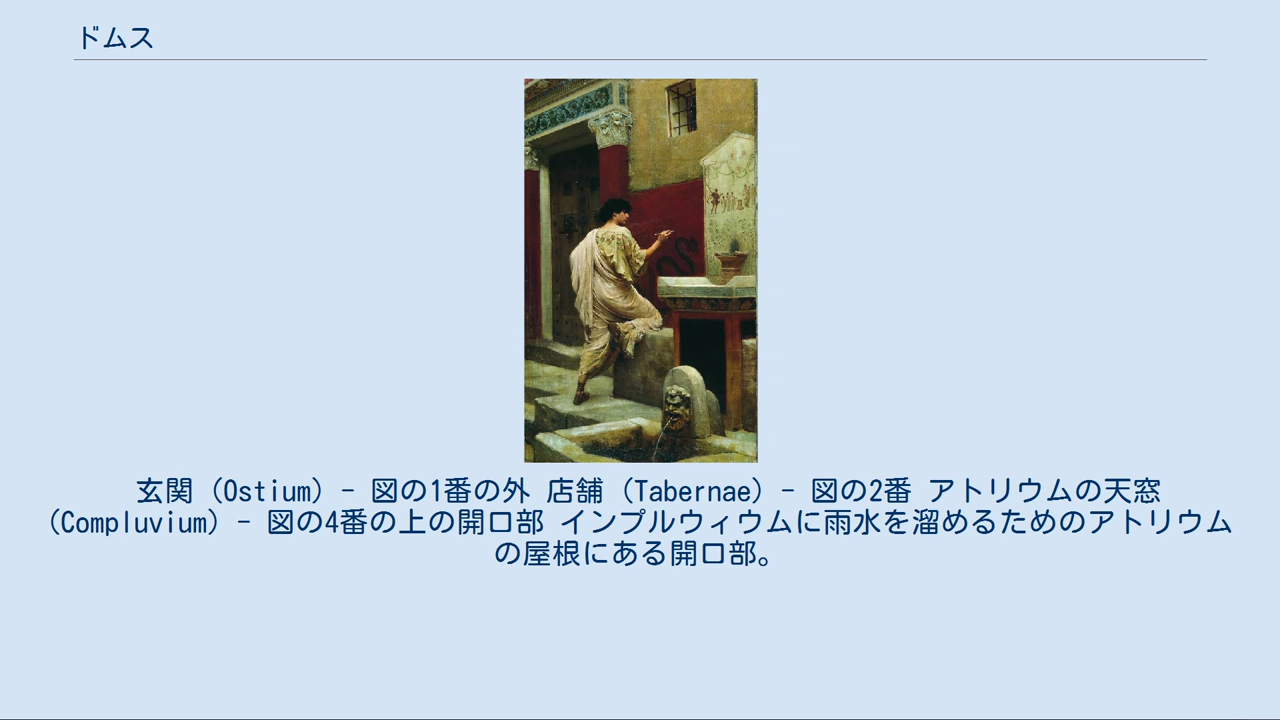 ドムス
玄関（Ostium）- 図の1番の外 店舗（Tabernae）- 図の2番 アトリウムの天窓
（Compluvium）- 図の4番の上の開口部 インプルウィウムに雨水を溜めるためのアトリウム
の屋根にある開口部。